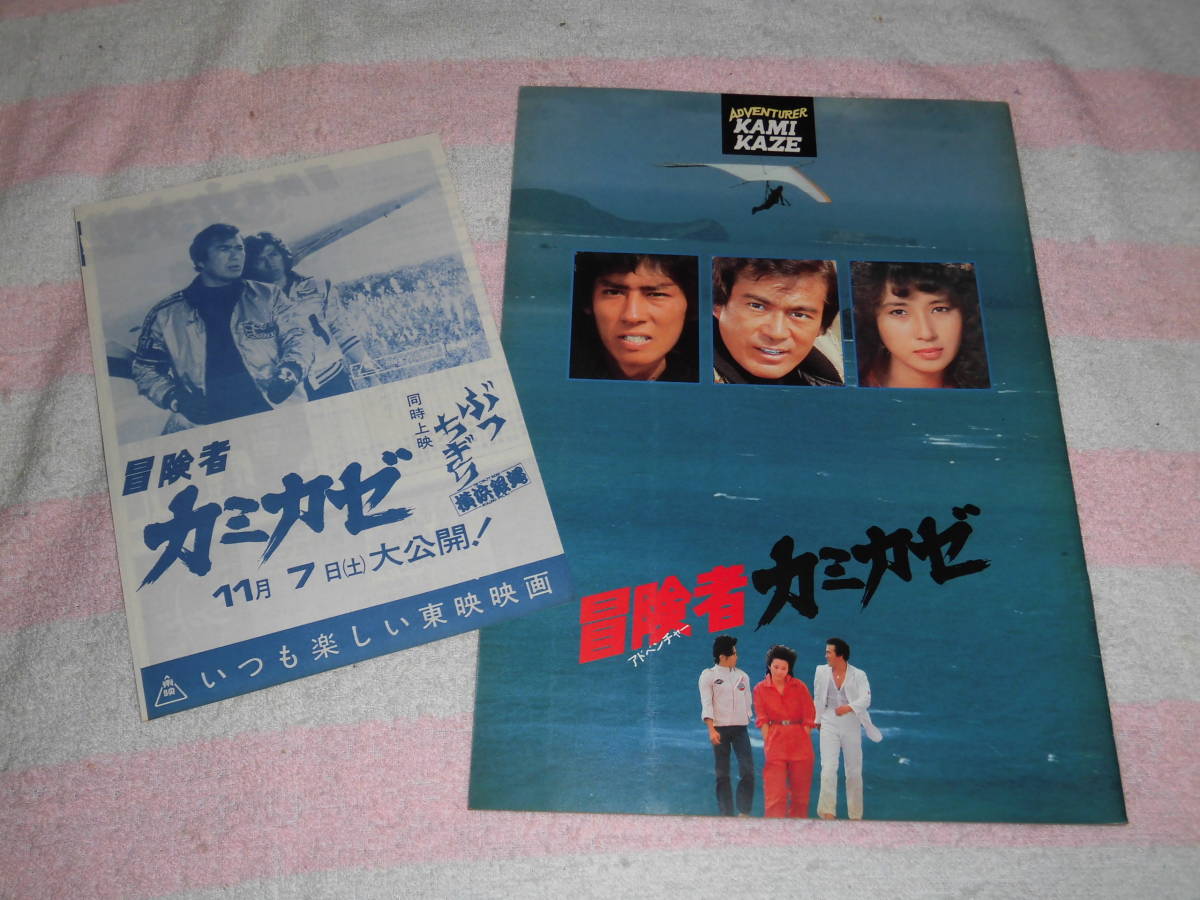 同時上映
ぶっちぎり
横浜銀蝿
冒険者
カミカゼ
11月7日(土)大公開!
東映
いつも楽しい東映映画
ADVENTURER
KAMI
KAZE
冒険者カミカゼ
アドベンチャー